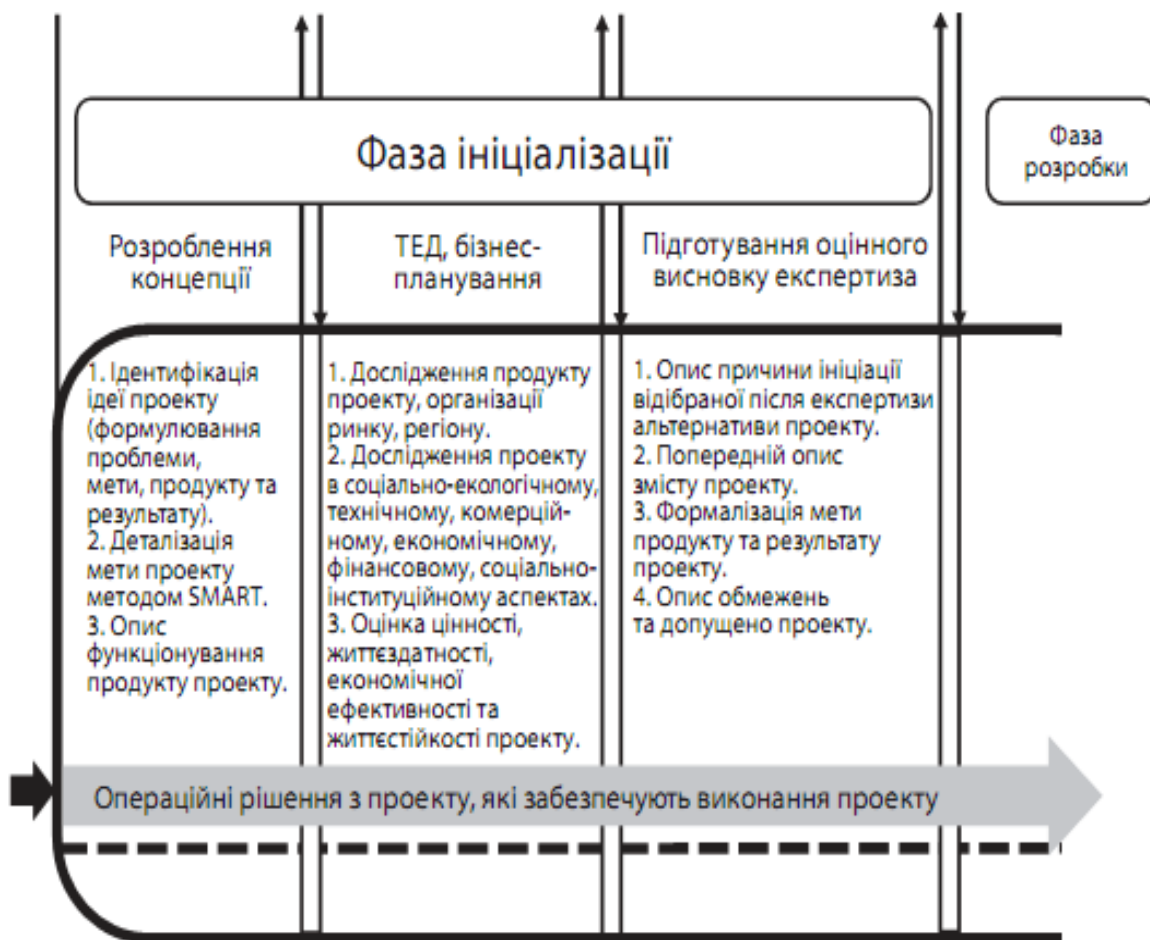 Фаза ініціалізації
Фаза
розробки
Розроблення
концепції
ТЕД, бізнес-
планування
Підготування оцінного
висновку експертиза
1. Ідентифікація
ідеї проекту
(формулювання
проблеми,
мети, продукту та
результату).
2. Деталізація
мети проекту
методом SMART.
3. Опис
функціонування
продукту проекту.
1. Дослідження продукту
проекту, організації
ринку, регіону.
2. Дослідження проекту
в соціально-екологічному,
технічному, комерцій-
ному, економічному,
фінансовому, соціально-
інституційному аспектах.
3. Оцінка цінності,
життєздатності,
економічної
ефективності та
життєстійкості проекту.
1. Опис причини ініціації
відібраної після експертизи
альтернативи проекту.
2. Попередній опис
змісту проекту.
3. Формалізація мети
продукту та результату
проекту.
4. Опис обмежень
та допущено проекту.
Операційні рішення з проекту, які забезпечують виконання проекту